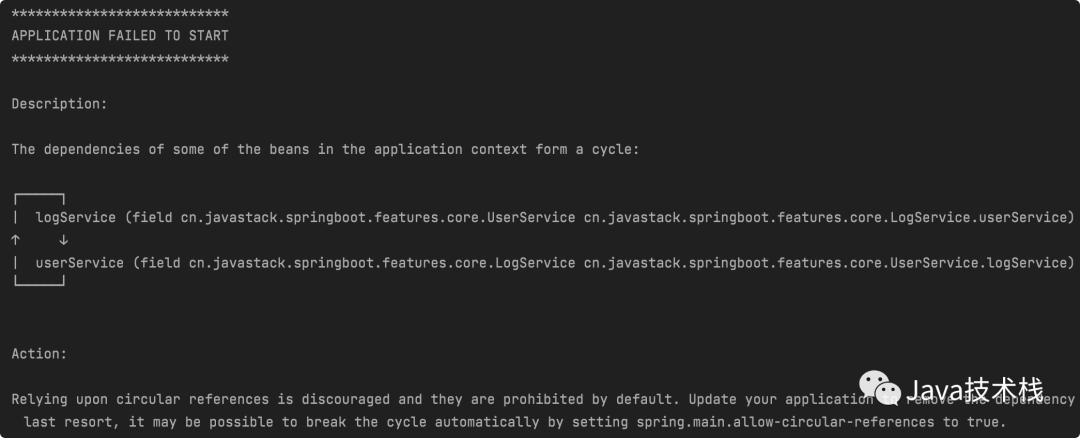 ***************************
APPLICATION FAILED TO START
***************************
Description:
The dependencies of some of the beans in the application context form a cycle:
┌─────┐
|  logService (field cn.javastack.springboot.features.core.UserService cn.javastack.springboot.features.core.LogService.userService)
↑     ↓
|  userService (field cn.javastack.springboot.features.core.LogService cn.javastack.springboot.features.core.UserService.logService)
└─────┘
Action:
Relying upon circular references is discouraged and they are prohibited by default. Update your application to remove the dependency
last resort, it may be possible to break the cycle automatically by setting spring.main.allow-circular-references to true.
Java技术栈